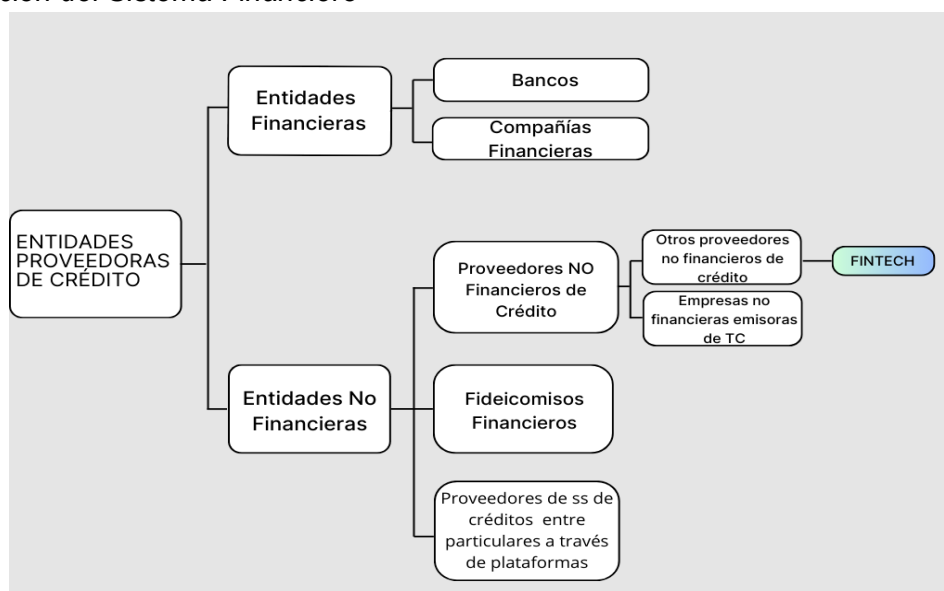 del Sistema Financiero
Entidades
Financieras
Bancos
Compañías
Financieras
ENTIDADES
PROVEEDORAS
DE CRÉDITO
Proveedores NO
Financieros de
Crédito
Otros proveedores
no financieros de
crédito
FINTECH
Empresas no
financieras emisoras
de TC
Entidades No
Financieras
Fideicomisos
Financieros
Proveedores de ss de
créditos entre
particulares a través
de plataformas